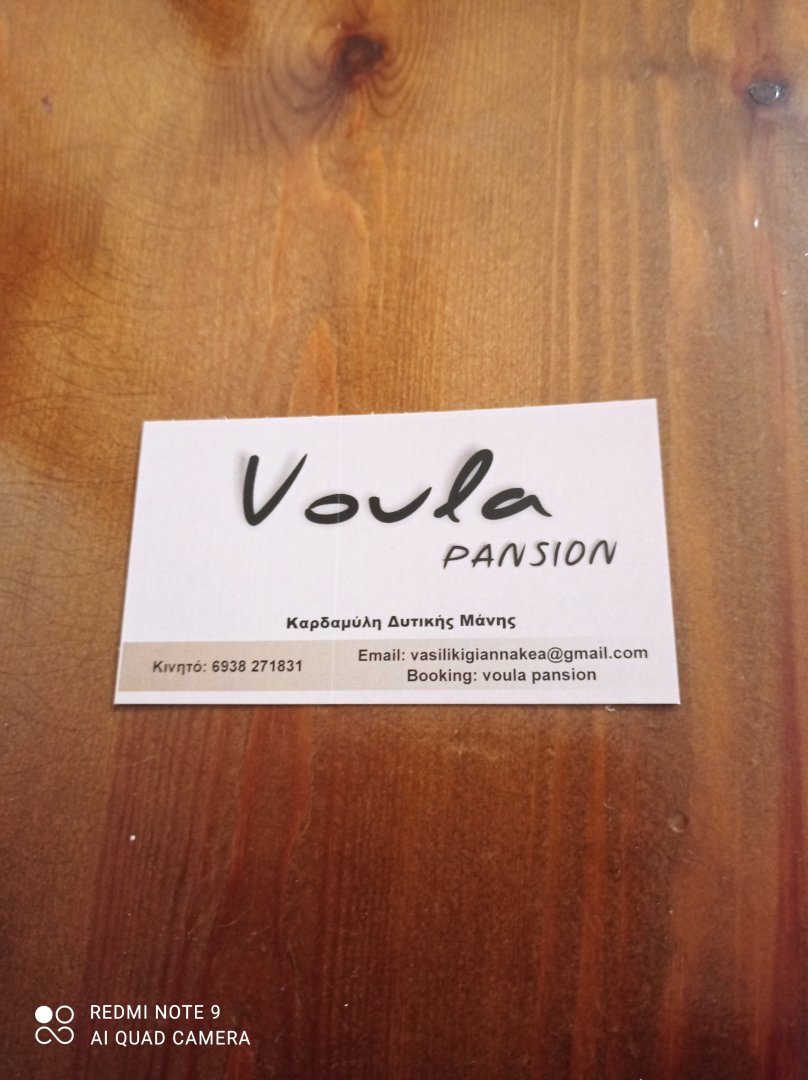 Voula
PANSION
Καρδαμύλη Δυτικής Μάνης
Κινητό: 6938 271831
Email: vasilikigiannakea@gmail.com
Booking: voula pansion
REDMI NOTE 9
AI QUAD CAMERA